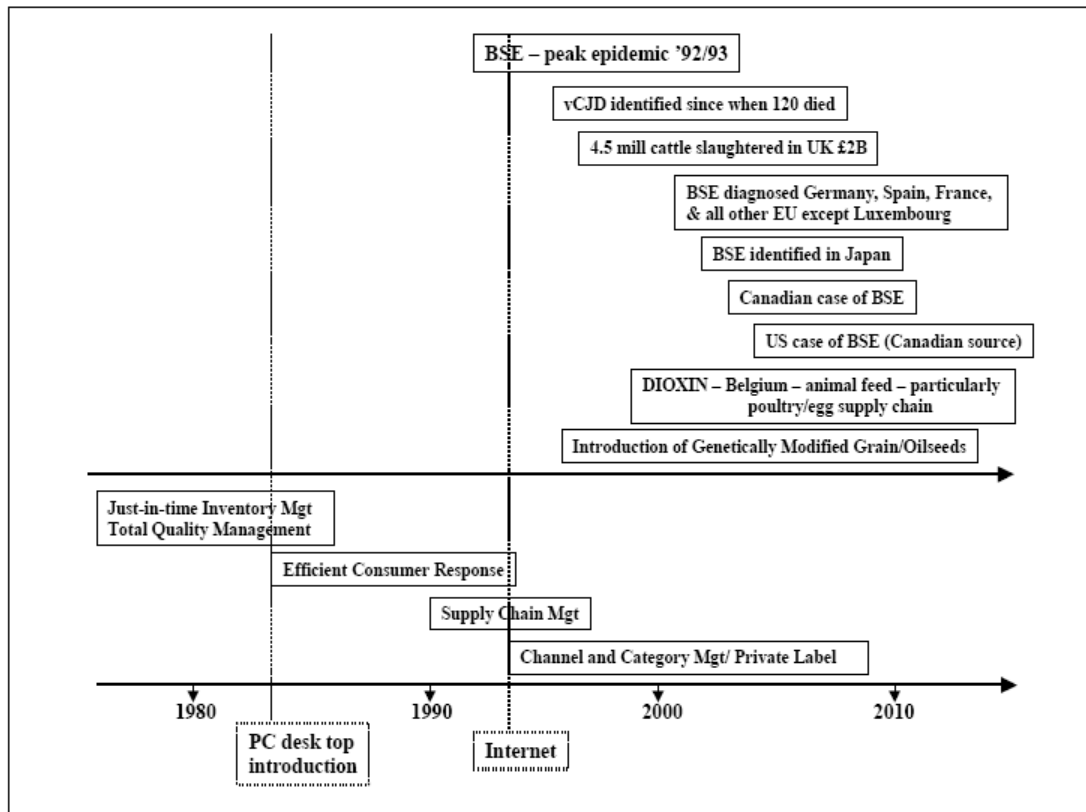 BSE – peak epidemic ’92/93
vCJD identified since when 120 died
4.5 mill cattle slaughtered in UK £2B
BSE diagnosed Germany, Spain, France,
& all other EU except Luxembourg
BSE identified in Japan
Canadian case of BSE
US case of BSE (Canadian source)
DIOXIN – Belgium – animal feed – particularly
poultry/egg supply chain
Introduction of Genetically Modified Grain/Oilseeds
Just-in-time Inventory Mgt
Total Quality Management
Efficient Consumer Response
Supply Chain Mgt
Channel and Category Mgt/ Private Label
1980 1990 2000 2010
PC desk top
introduction
Internet